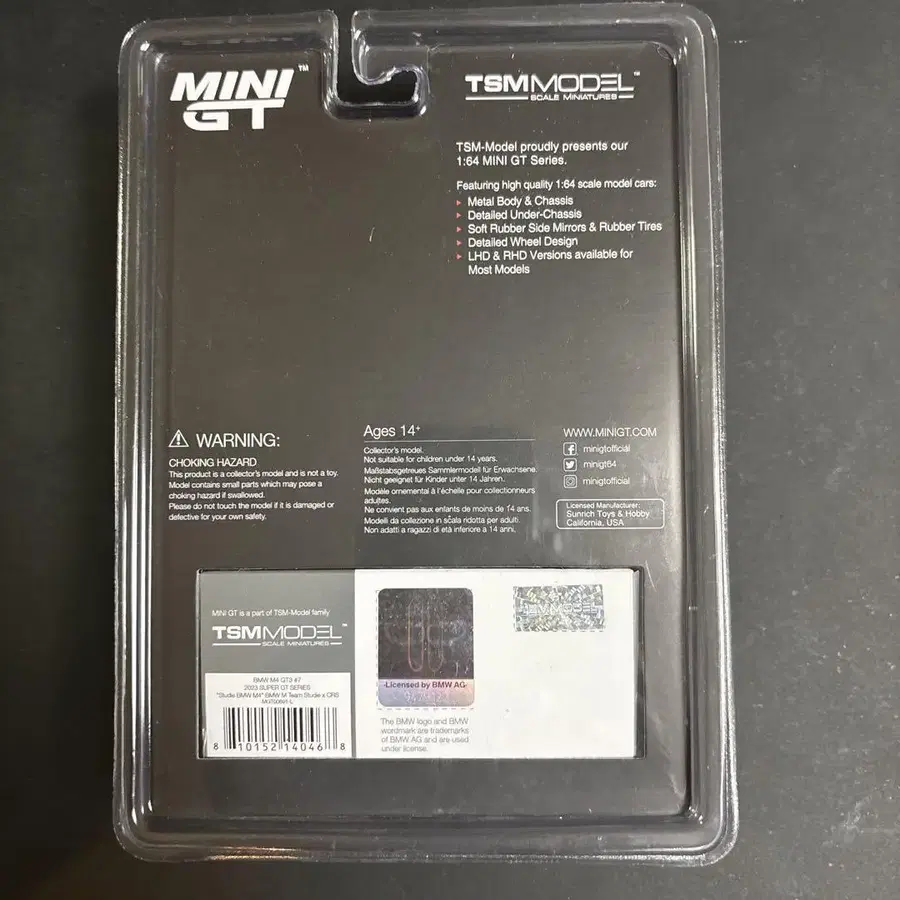 MINI GT™
TSMMODEL™
SCALE MINIATURES
TSM-Model proudly presents our
1:64 MINI GT Series.
Featuring high quality 1:64 scale model cars:
Metal Body & Chassis
Detailed Under-Chassis
Soft Rubber Side Mirrors & Rubber Tires
Detailed Wheel Design
LHD & RHD Versions available for
Most Models
WARNING:
CHOKING HAZARD
This product is a collector's model and is not a toy.
Model contains small parts which may pose a
choking hazard if swallowed.
Please do not touch the model if it is damaged or
defective for your own safety.
Ages 14+
Collector's model.
Not suitable for children under 14 years.
Maßstabsgetreues Sammlermodell für Erwachsene.
Nicht geeignet für Kinder unter 14 Jahren.
Modèle ornemental à l'échelle pour collectionneurs
adultes.
Ne convient pas aux enfants de moins de 14 ans.
Modelli da collezione in scala ridotta per adulti.
Non adatti a ragazzi di età inferiore a 14 anni.
WWW.MINIGT.COM
minigtofficial
minigt64
minigtofficial
Licensed Manufacturer:
Sunrich Toys & Hobby
California, USA
MINI GT is a part of TSM-Model family
TSMMODEL™
SCALE MINIATURES
BMW M4 GT3 #7
2023 SUPER GT SERIES
"Studie BMW M4" BMW M Team Studie x CRS
8 10152 14046 8
Licensed by BMW AG
The BMW logo and BMW
wordmark are trademarks
of BMW AG and are used
under license.
TSMMODEL